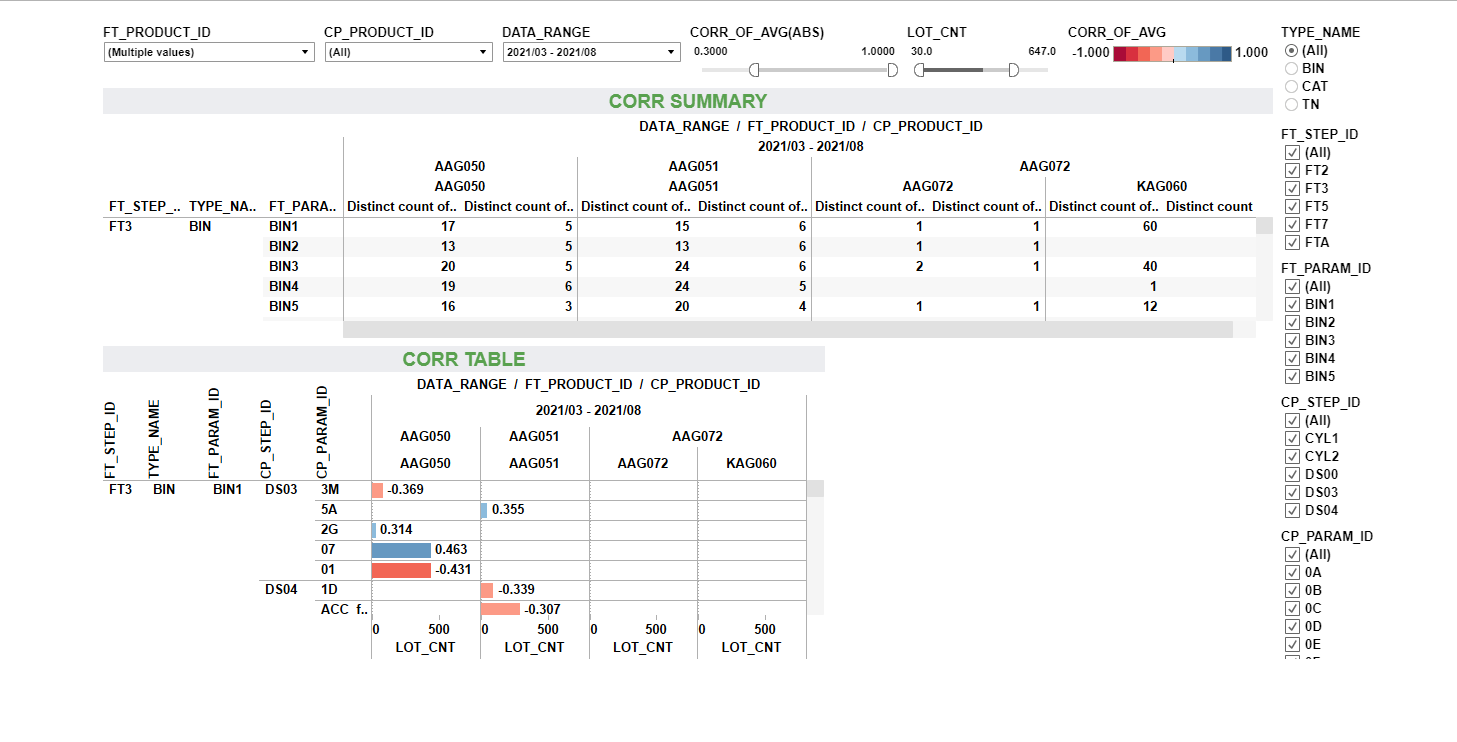 FT_PRODUCT_ID CP_PRODUCT_ID DATA_RANGE CORR_OF_AVG(ABS) LOT_CNT CORR_OF_AVG TYPE_NAME
(Multiple values) (All) 2021/03 - 2021/08 0.3000 1.0000 30.0 647.0 -1.000 1.000 (All)
BIN
CAT
TN
CORR SUMMARY
DATA_RANGE / FT_PRODUCT_ID / CP_PRODUCT_ID
2021/03 - 2021/08
AAG050 AAG051 AAG072
AAG050 AAG051 AAG072 KAG060
FT_STEP_.. TYPE_NA.. FT_PARA.. Distinct count of.. Distinct count of.. Distinct count of.. Distinct count of.. Distinct count of.. Distinct count of.. Distinct count of.. Distinct count
FT3 BIN BIN1 17 5 15 6 1 1 60
BIN2 13 5 13 6 1 1
BIN3 20 5 24 6 2 1 40
BIN4 19 6 24 5 1
BIN5 16 3 20 4 1 1 12
CORR TABLE
DATA_RANGE / FT_PRODUCT_ID / CP_PRODUCT_ID
2021/03 - 2021/08
AAG050 AAG051 AAG072
AAG050 AAG051 AAG072 KAG060
FT_STEP_ID TYPE_NAME FT_PARAM_ID CP_STEP_ID CP_PARAM_ID
FT3 BIN BIN1 DS03 3M -0.369
5A 0.355
2G 0.314
07 0.463
01 -0.431
DS04 1D -0.339
ACC f.. -0.307
0 500 0 500 0 500 0 500
LOT_CNT LOT_CNT LOT_CNT LOT_CNT
FT_STEP_ID
(All)
FT2
FT3
FT5
FT7
FTA
FT_PARAM_ID
(All)
BIN1
BIN2
BIN3
BIN4
BIN5
CP_STEP_ID
(All)
CYL1
CYL2
DS00
DS03
DS04
CP_PARAM_ID
(All)
0A
0B
0C
0D
0E